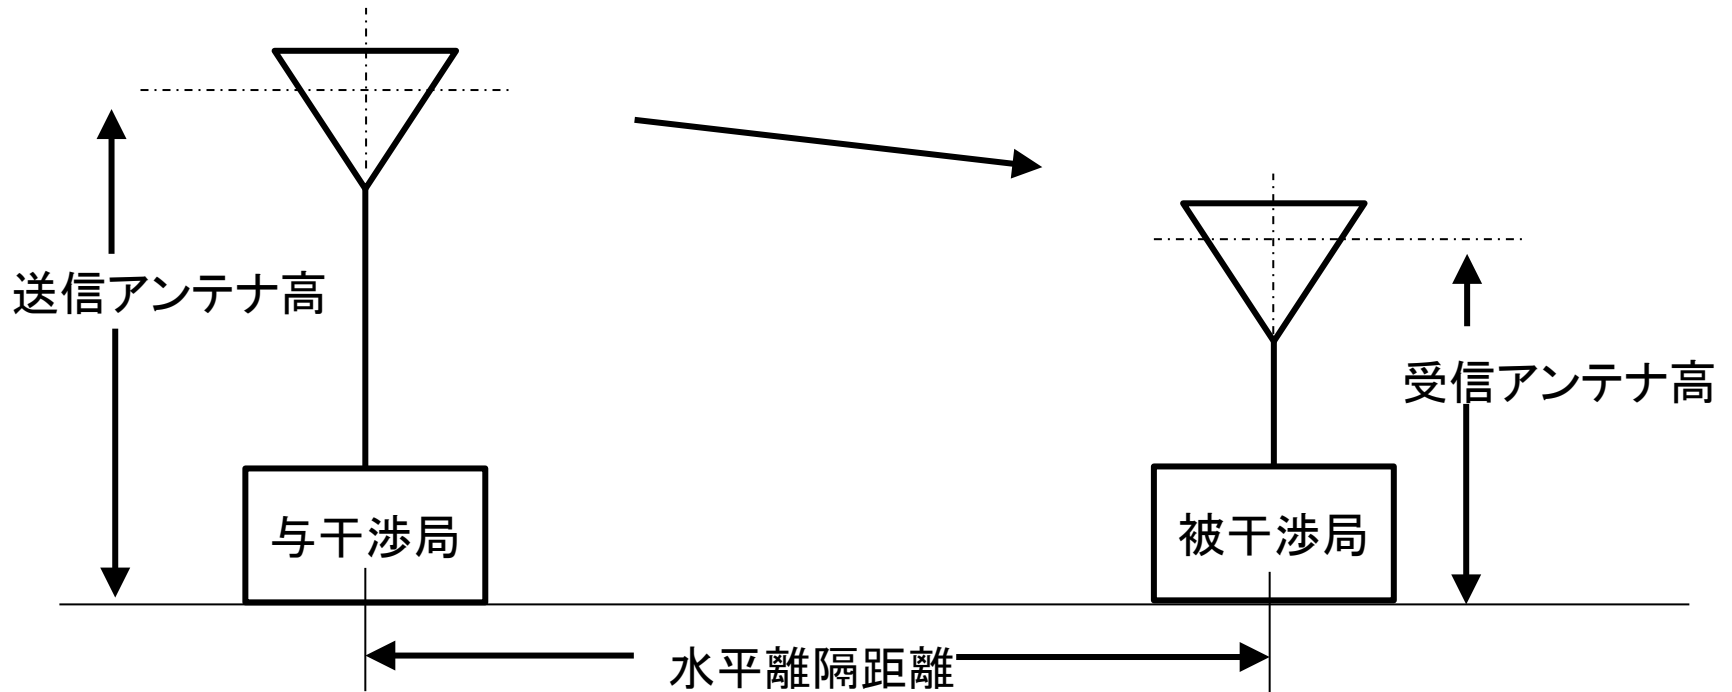 送信アンテナ高
受信アンテナ高
与干渉局
被干渉局
水平離隔距離